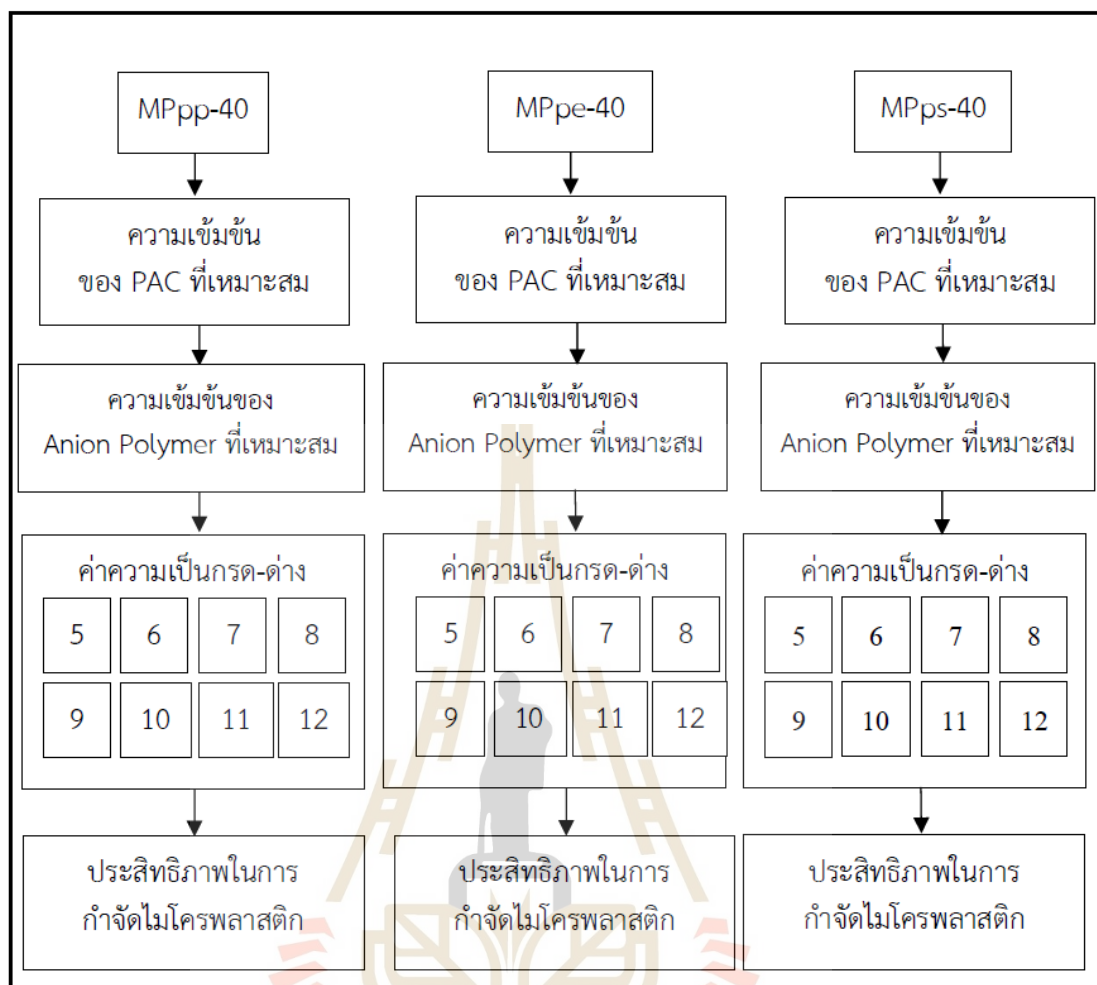 MPpp-40
ความเข้มข้น
ของ PAC ที่เหมาะสม
ความเข้มข้นของ
Anion Polymer ที่เหมาะสม
ค่าความเป็นกรด-ด่าง
5 6 7 8
9 10 11 12
ประสิทธิภาพในการ
กำจัดไมโครพลาสติก
MPpe-40
ความเข้มข้น
ของ PAC ที่เหมาะสม
ความเข้มข้นของ
Anion Polymer ที่เหมาะสม
ค่าความเป็นกรด-ด่าง
5 6 7 8
9 10 11 12
ประสิทธิภาพในการ
กำจัดไมโครพลาสติก
MPps-40
ความเข้มข้น
ของ PAC ที่เหมาะสม
ความเข้มข้นของ
Anion Polymer ที่เหมาะสม
ค่าความเป็นกรด-ด่าง
5 6 7 8
9 10 11 12
ประสิทธิภาพในการ
กำจัดไมโครพลาสติก